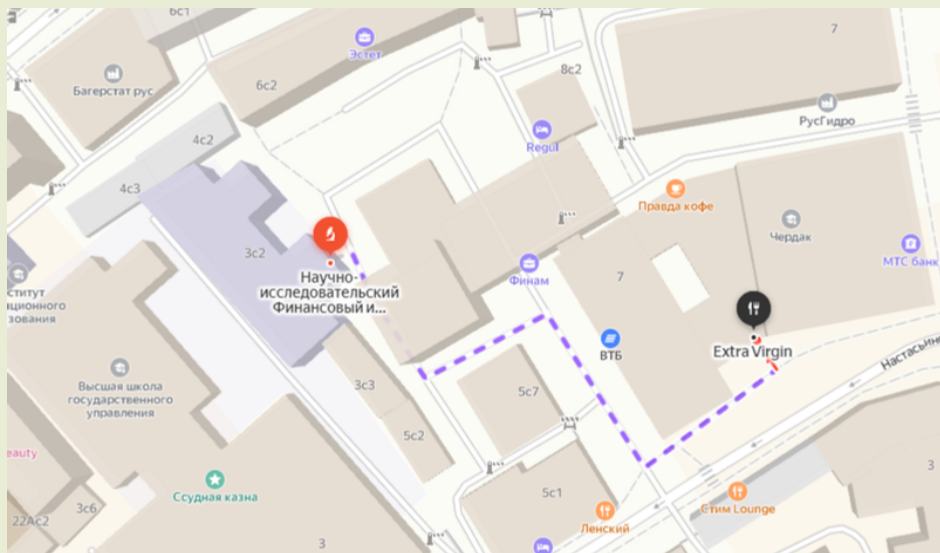 6с1
Эстет
7
Багерстат рус
6с2
8с2
РусГидро
4с2
Regul
4с3
Правда кофе
3с2
Чердак
МТС банк
Научно-
исследовательский
Финансовый и...
ститут
зования
Финам
7
ВТБ
Extra Virgin
Высшая школа
государственного
управления
3с3
5с7
5с2
Настасьинс
eauty
Ссудная казна
3с6
22Ас2
5с1
Ленский
Стим Lounge
3
3